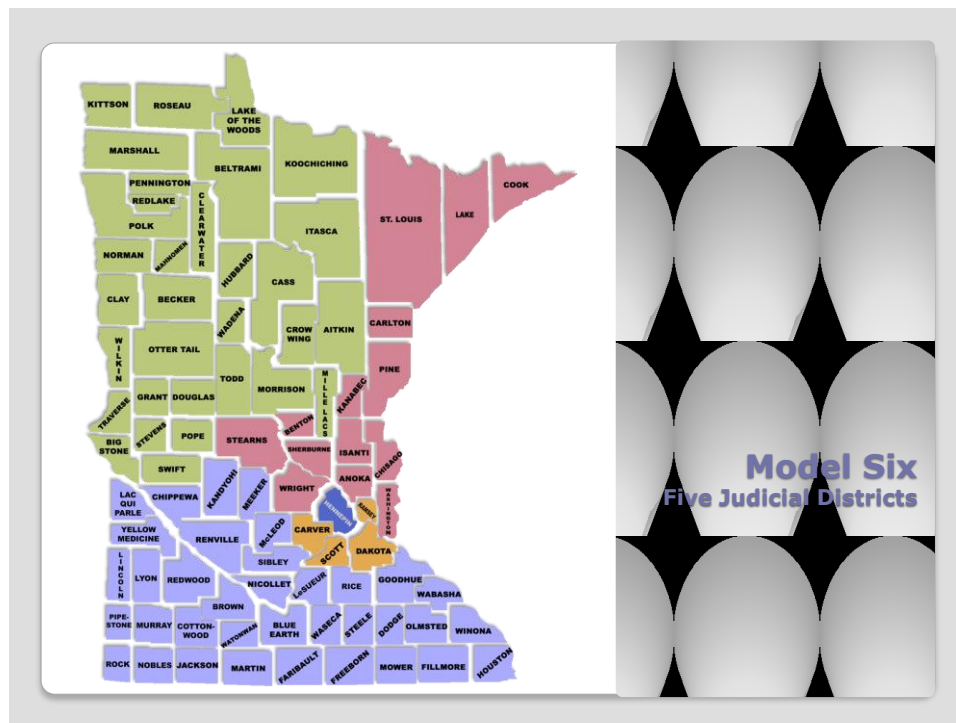 KITTSON
ROSEAU
LAKE
OF THE
WOODS
MARSHALL
BELTRAMI
KOOCHICHING
PENNINGTON
REDLAKE
CLEARWATER
POLK
ST. LOUIS
LAKE
COOK
ITASCA
NORMAN
MAHNOMEN
HUBBARD
CASS
CLAY
BECKER
WADENA
CROW
WING
AITKIN
CARLTON
WILKIN
OTTER TAIL
PINE
TODD
MORRISON
MILLE LACS
KANABEC
GRANT
DOUGLAS
TRAVERSE
STEVENS
POPE
STEARNS
BENTON
BIG
STONE
SHERBURNE
ISANTI
CHISAGO
SWIFT
ANOKA
LAC
QUI
PARLE
CHIPPEWA
KANDYOHI
MEEKER
WRIGHT
HENNEPIN
RAMSEY
WASHINGTON
YELLOW
MEDICINE
RENVILLE
McLEOD
CARVER
SCOTT
DAKOTA
SIBLEY
LINCOLN
LYON
REDWOOD
NICOLLET
LeSUEUR
RICE
GOODHUE
WABASHA
BROWN
PIPE-
STONE
MURRAY
COTTON-
WOOD
WATONWAN
BLUE
EARTH
WASECA
STEELE
DODGE
OLMSTED
WINONA
ROCK
NOBLES
JACKSON
MARTIN
FARIBAULT
FREEBORN
MOWER
FILLMORE
HOUSTON
Model Six
Five Judicial Districts